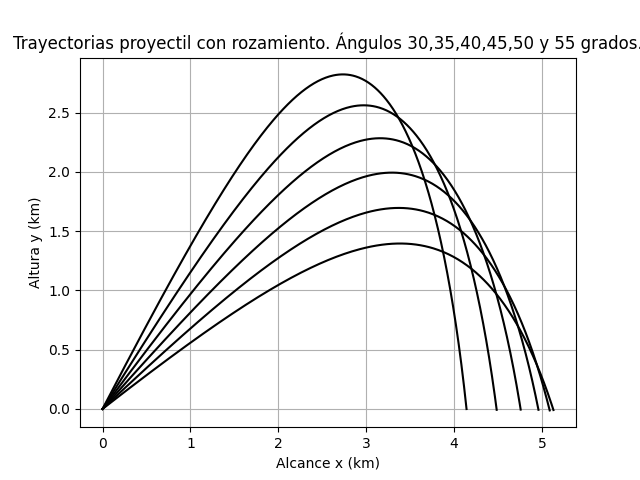 Trayectorias proyectil con rozamiento. Ángulos 30,35,40,45,50 y 55 grados.
2.5
2.0
1.5
1.0
0.5
0.0
Altura y (km)
0 1 2 3 4 5
Alcance x (km)